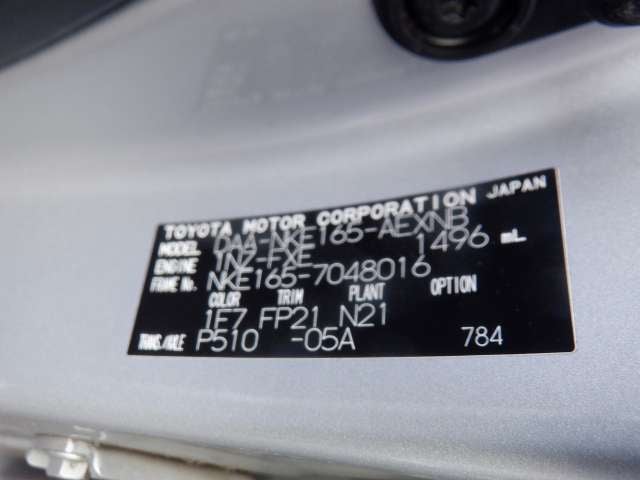 TOYOTA MOTOR CORPORATION JAPAN
MODEL DAA-NKE165-AEXNB
ENGINE 1NZ-FXE 1496 mL
FRAME No. NKE165-7048016
COLOR TRIM PLANT OPTION
1F7 FP21 N21
TRANS./AXLE P510 -05A 784